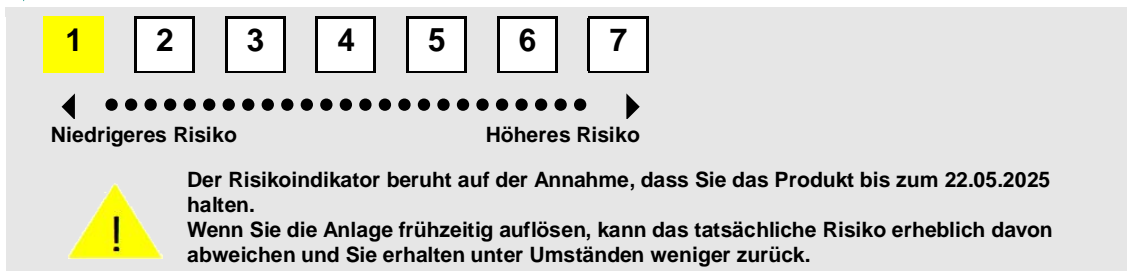 1 2 3 4 5 6 7
Niedrigeres Risiko Höheres Risiko
Der Risikoindikator beruht auf der Annahme, dass Sie das Produkt bis zum 22.05.2025
halten.
Wenn Sie die Anlage frühzeitig auflösen, kann das tatsächliche Risiko erheblich davon
abweichen und Sie erhalten unter Umständen weniger zurück.
!